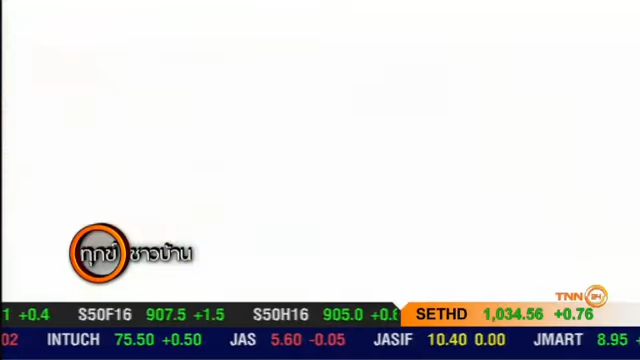 ทุกข์ ชาวบ้าน
TNN 24
1 +0.4 S50F16 907.5 +1.5 S50H16 905.0 +0.8 SETHD 1,034.56 +0.76
02 INTUCH 75.50 +0.50 JAS 5.60 -0.05 JASIF 10.40 0.00 JMART 8.95 +